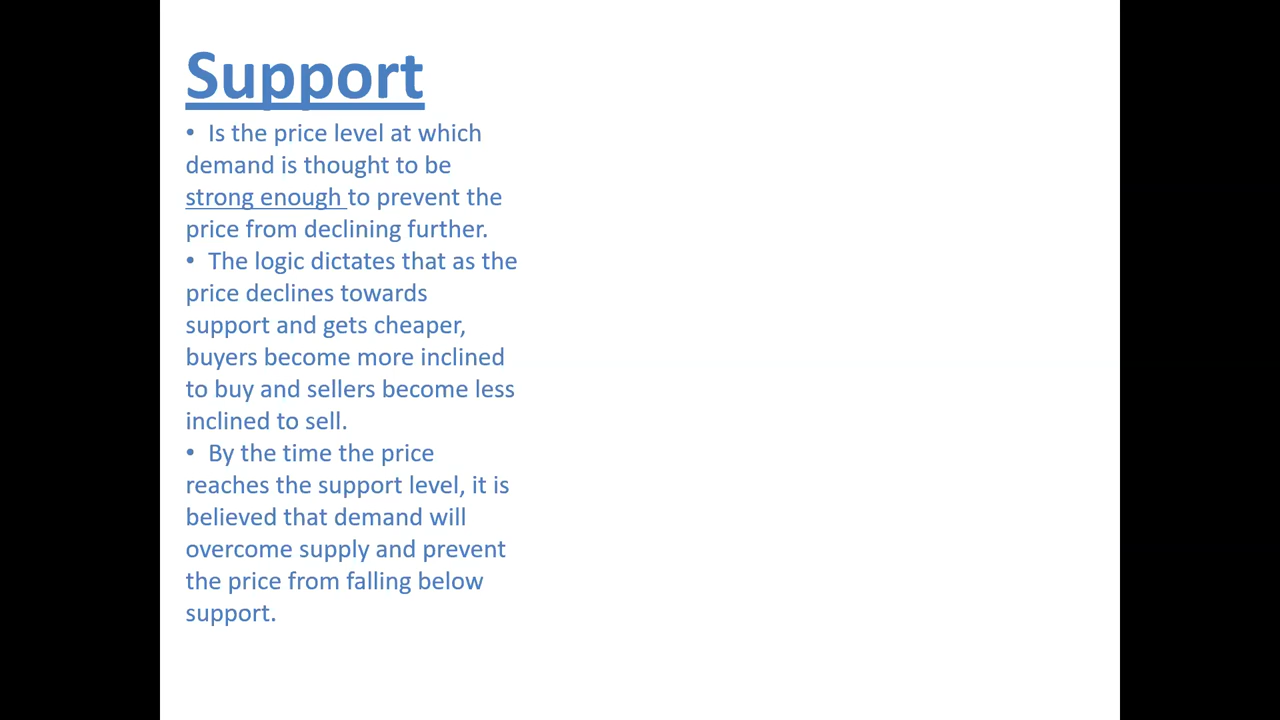 Support
• Is the price level at which
demand is thought to be
strong enough to prevent the
price from declining further.
• The logic dictates that as the
price declines towards
support and gets cheaper,
buyers become more inclined
to buy and sellers become less
inclined to sell.
• By the time the price
reaches the support level, it is
believed that demand will
overcome supply and prevent
the price from falling below
support.